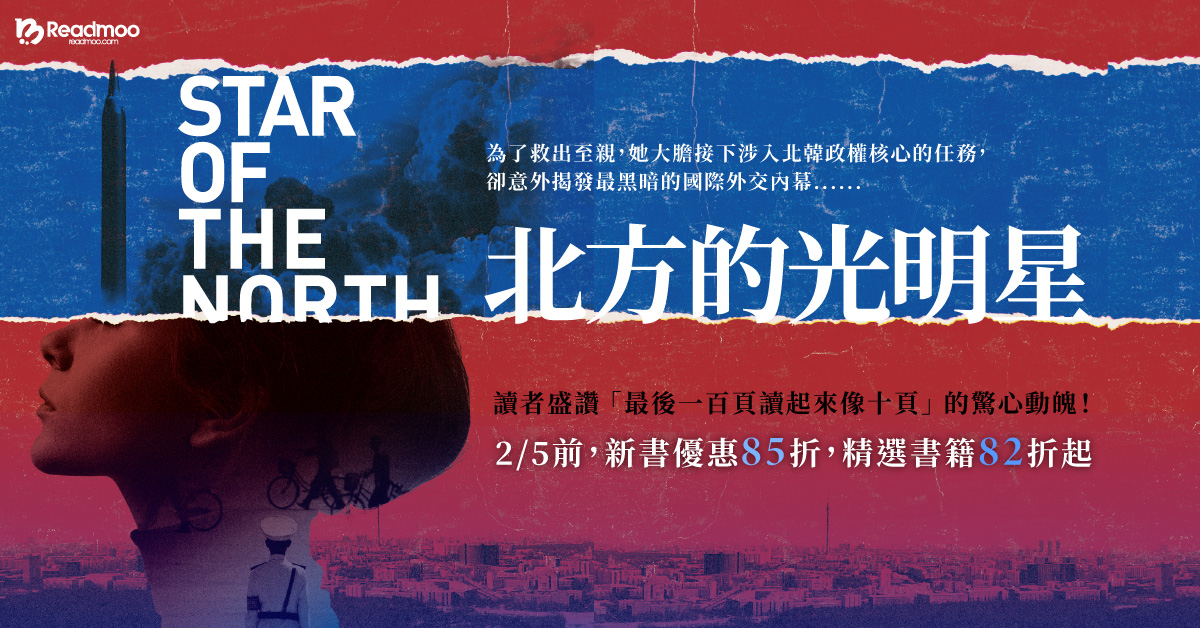 Readmoo
readmoo.com
STAR
OF
THE
NORTH
為了救出至親,她大膽接下涉入北韓政權核心的任務,
卻意外揭發最黑暗的國際外交內幕......
北方的光明星
讀者盛讚「最後一百頁讀起來像十頁」的驚心動魄!
2/5前,新書優惠85折,精選書籍82折起